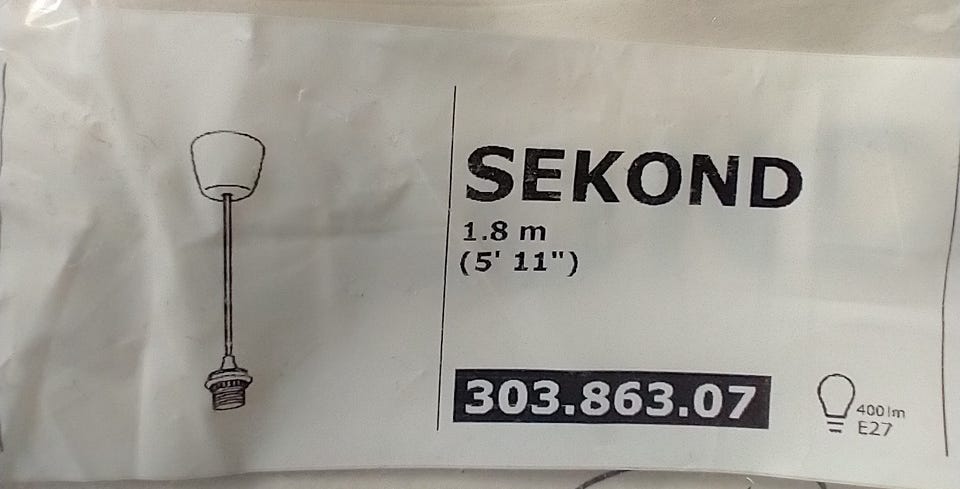 SEKOND
1.8 m
(5' 11")
303.863.07
400lm
E27